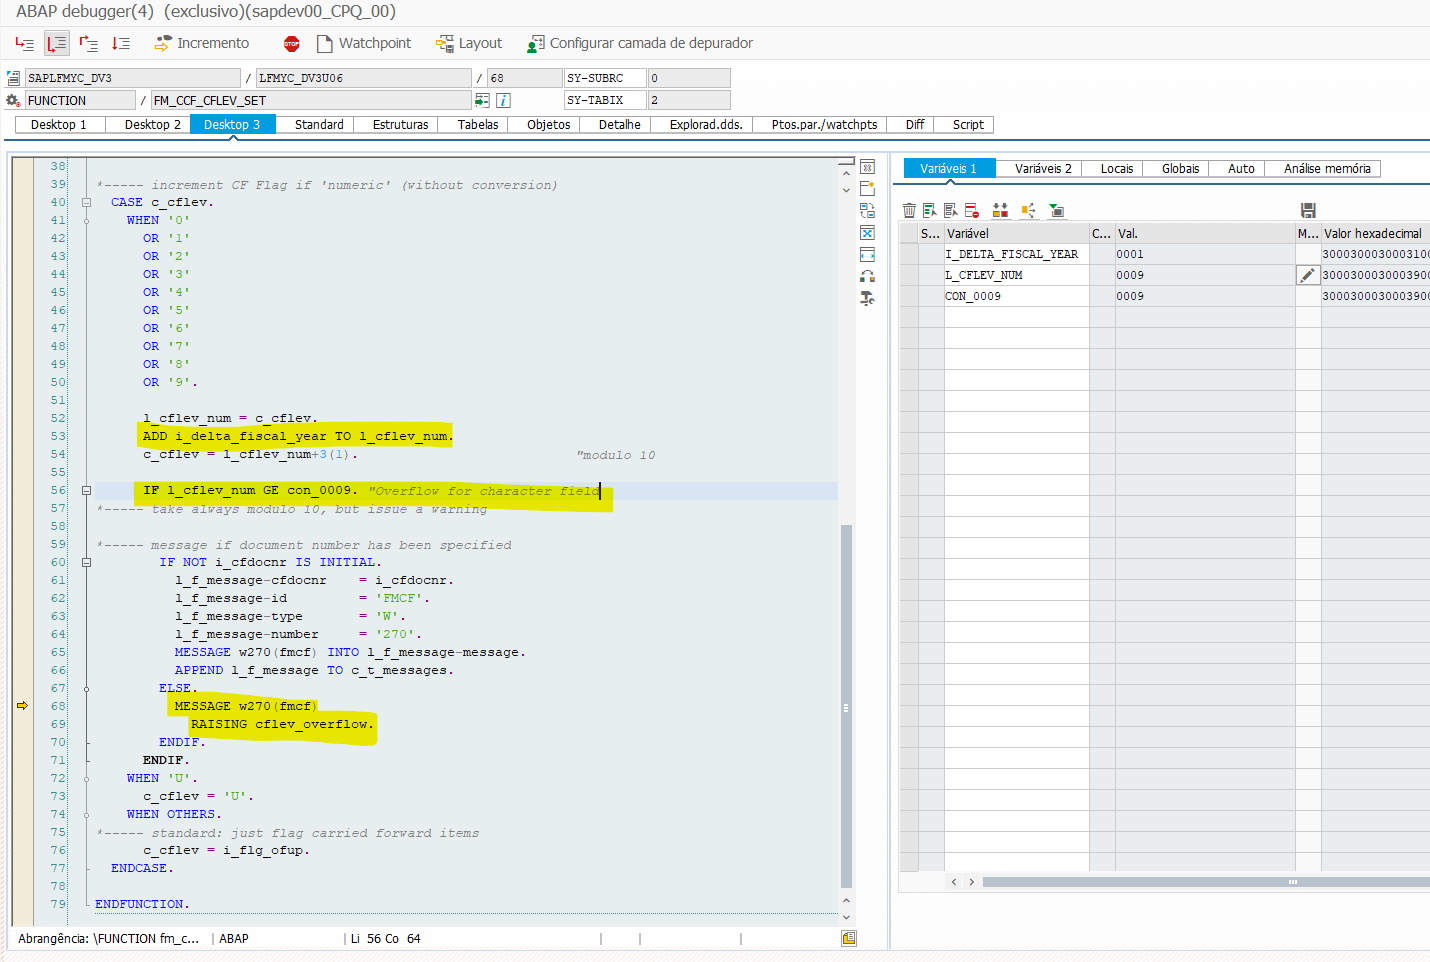 ABAP debugger(4)  (exclusivo)(sapdev00_CPQ_00)
Incremento STOP Watchpoint Layout Configurar camada de depurador
SAPLFMYC_DV3 / LFMYC_DV3U06 / 68 SY-SUBRC 0
FUNCTION / FM_CCF_CFLEV_SET SY-TABIX 2
Desktop 1 Desktop 2 Desktop 3 Standard Estruturas Tabelas Objetos Detalhe Explorad.dds. Ptos.par./watchpts Diff Script
38
39 *----- increment CF Flag if 'numeric' (without conversion)
40 CASE c_cflev.
41 WHEN '0'
42 OR '1'
43 OR '2'
44 OR '3'
45 OR '4'
46 OR '5'
47 OR '6'
48 OR '7'
49 OR '8'
50 OR '9'.
51
52 l_cflev_num = c_cflev.
53 ADD i_delta_fiscal_year TO l_cflev_num.
54 c_cflev = l_cflev_num+3(1). "modulo 10
55
56 IF l_cflev_num GE con_0009. "Overflow for character field
57 *----- take always modulo 10, but issue a warning
58
59 *----- message if document number has been specified
60 IF NOT i_cfdocnr IS INITIAL.
61 l_f_message-cfdocnr = i_cfdocnr.
62 l_f_message-id = 'FMCF'.
63 l_f_message-type = 'W'.
64 l_f_message-number = '270'.
65 MESSAGE w270(fmcf) INTO l_f_message-message.
66 APPEND l_f_message TO c_t_messages.
67 ELSE.
68 MESSAGE w270(fmcf)
69 RAISING cflev_overflow.
70 ENDIF.
71 ENDIF.
72 WHEN 'U'.
73 c_cflev = 'U'.
74 WHEN OTHERS.
75 *----- standard: just flag carried forward items
76 c_cflev = i_flg_ofup.
77 ENDCASE.
78
79 ENDFUNCTION.
Abrangência: \FUNCTION fm_c... ABAP Li 56 Co 64
Variáveis 1 Variáveis 2 Locais Globais Auto Análise memória
S... Variável C... Val. M... Valor hexadecimal
I_DELTA_FISCAL_YEAR 0001 3000300030003100
L_CFLEV_NUM 0009 3000300030003900
CON_0009 0009 3000300030003900